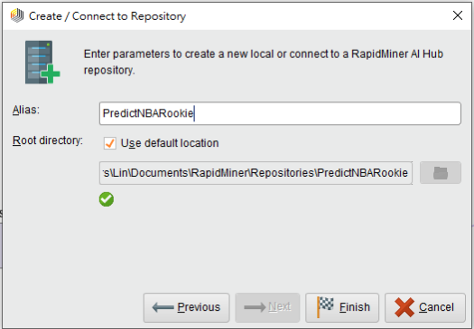 Create / Connect to Repository
Enter parameters to create a new local or connect to a RapidMiner AI Hub
repository.
Alias:
PredictNBARookie
Root directory:
Use default location
's\Lin\Documents\RapidMiner\Repositories\PredictNBARookie
Previous
Next
Finish
Cancel